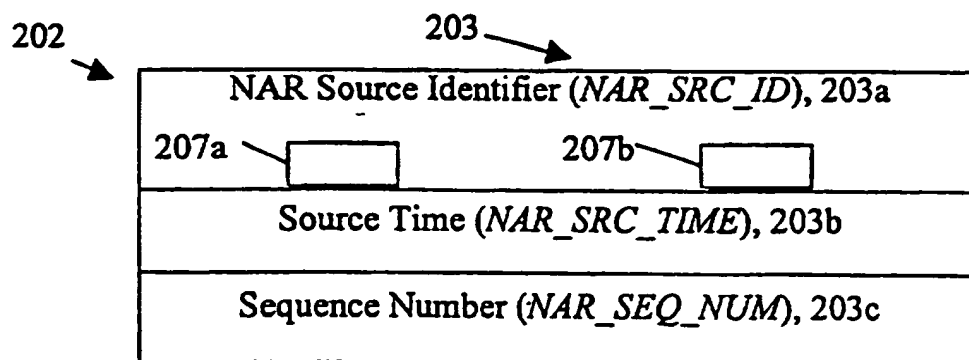 202
203
NAR Source Identifier (NAR_SRC_ID), 203a
207a
207b
Source Time (NAR_SRC_TIME), 203b
Sequence Number (NAR_SEQ_NUM), 203c